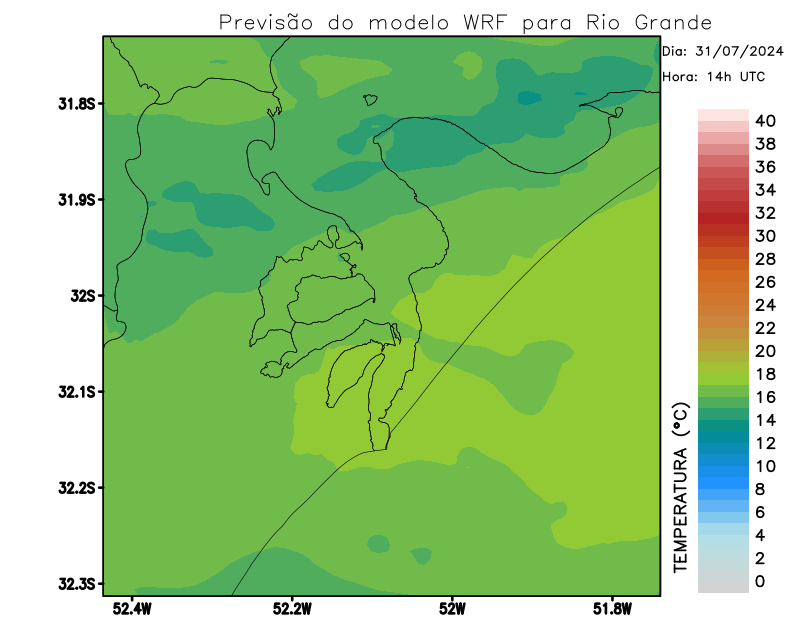 Previsão do modelo WRF para Rio Grande
Dia: 31/07/2024
Hora: 14h UTC
31.8S
31.9S
32S
32.1S
32.2S
32.3S
52.4W
52.2W
52W
51.8W
TEMPERATURA (°C)
40
38
36
34
32
30
28
26
24
22
20
18
16
14
12
10
8
6
4
2
0